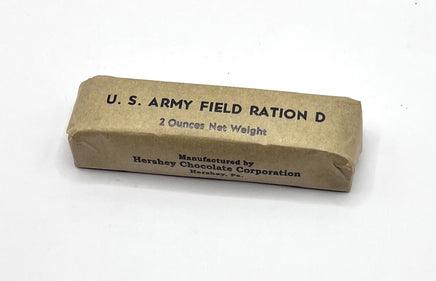 U. S. ARMY FIELD RATION D
2 Ounces Net Weight
Manufactured by
Hershey Chocolate Corporation
Hershey, Pa.